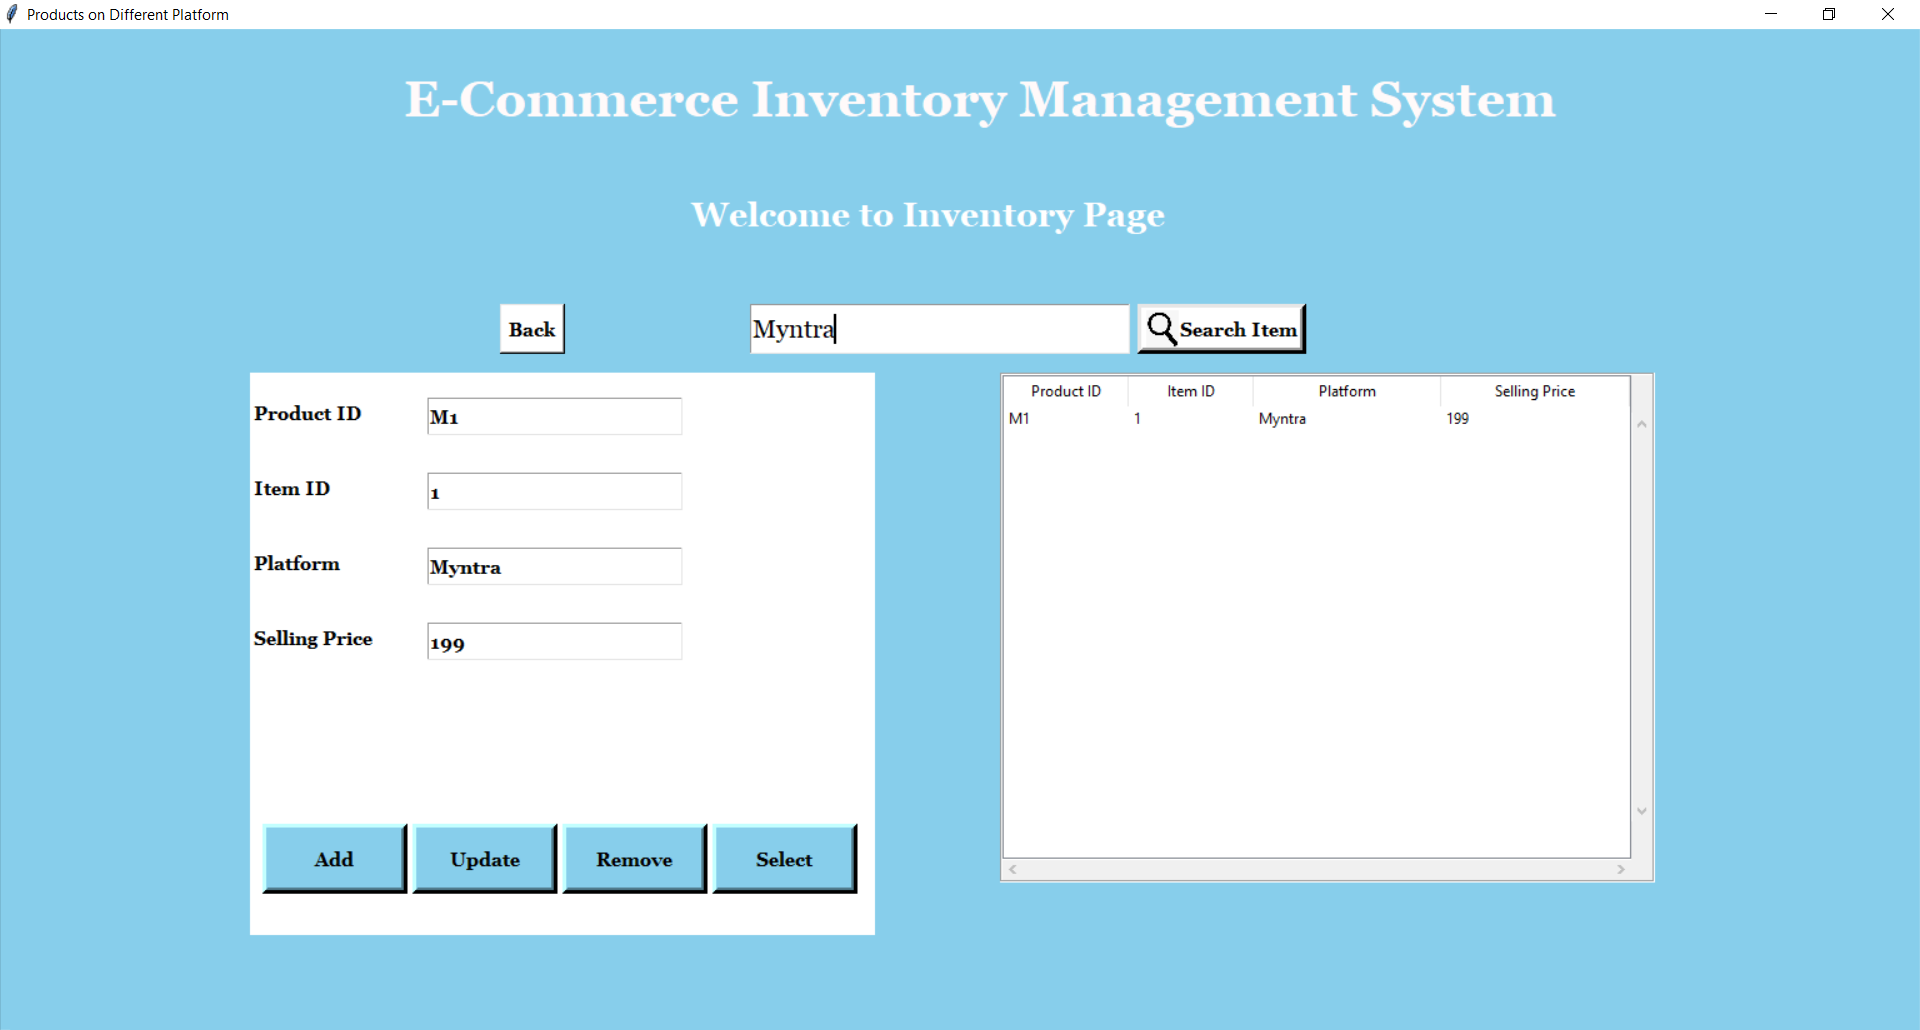 Products on Different Platform
E-Commerce Inventory Management System
Welcome to Inventory Page
Back
Myntra
Search Item
Product ID M1
Item ID 1
Platform Myntra
Selling Price 199
Add Update Remove Select
Product ID Item ID Platform Selling Price
M1 1 Myntra 199